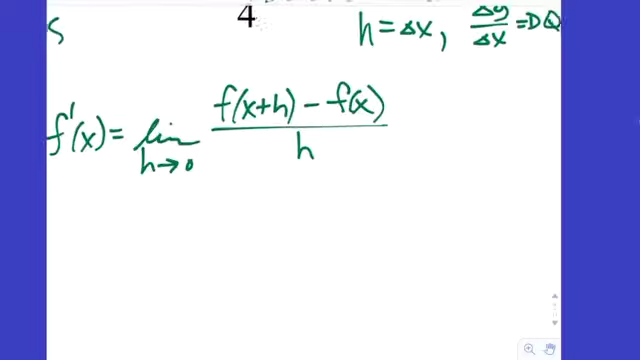 S 4 h = Δx, Δy/Δx = DQ
f'(x) = lim h→0 f(x+h) − f(x) / h